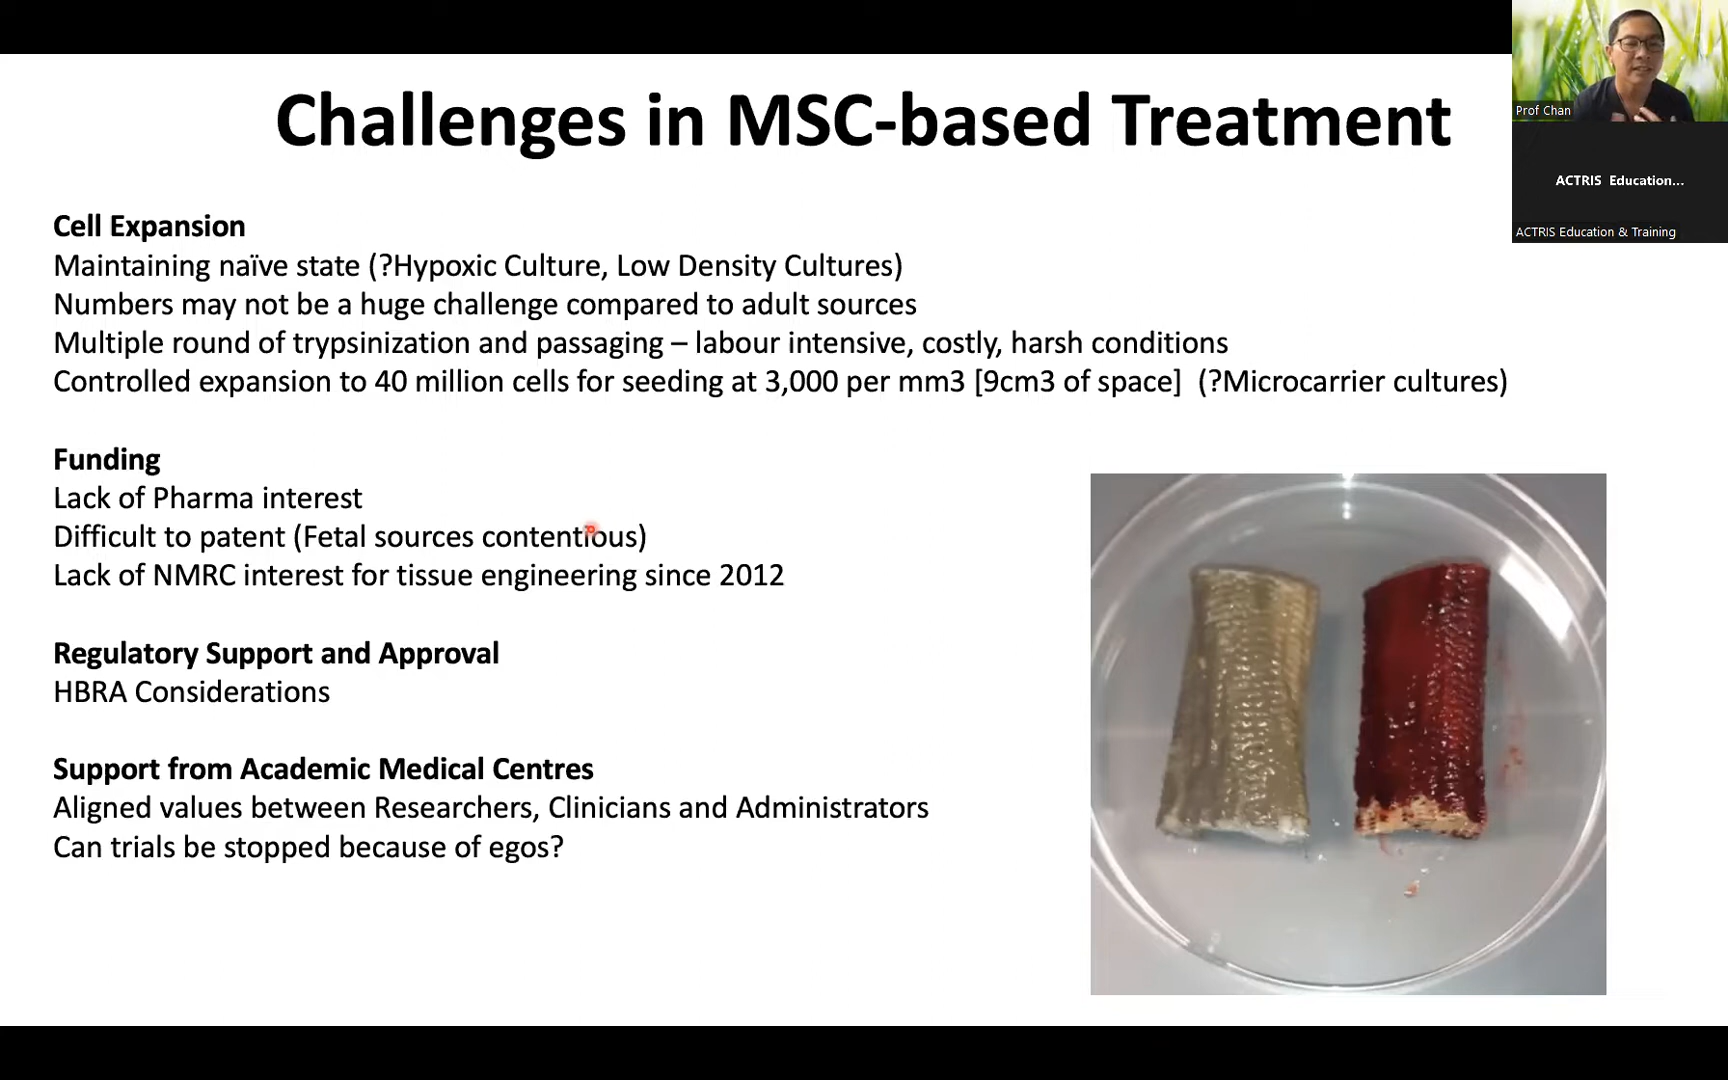 Challenges in MSC-based Treatment
Prof Chan
ACTRIS Education...
ACTRIS Education & Training
Cell Expansion
Maintaining naïve state (?Hypoxic Culture, Low Density Cultures)
Numbers may not be a huge challenge compared to adult sources
Multiple round of trypsinization and passaging – labour intensive, costly, harsh conditions
Controlled expansion to 40 million cells for seeding at 3,000 per mm3 [9cm3 of space] (?Microcarrier cultures)
Funding
Lack of Pharma interest
Difficult to patent (Fetal sources contentious)
Lack of NMRC interest for tissue engineering since 2012
Regulatory Support and Approval
HBRA Considerations
Support from Academic Medical Centres
Aligned values between Researchers, Clinicians and Administrators
Can trials be stopped because of egos?